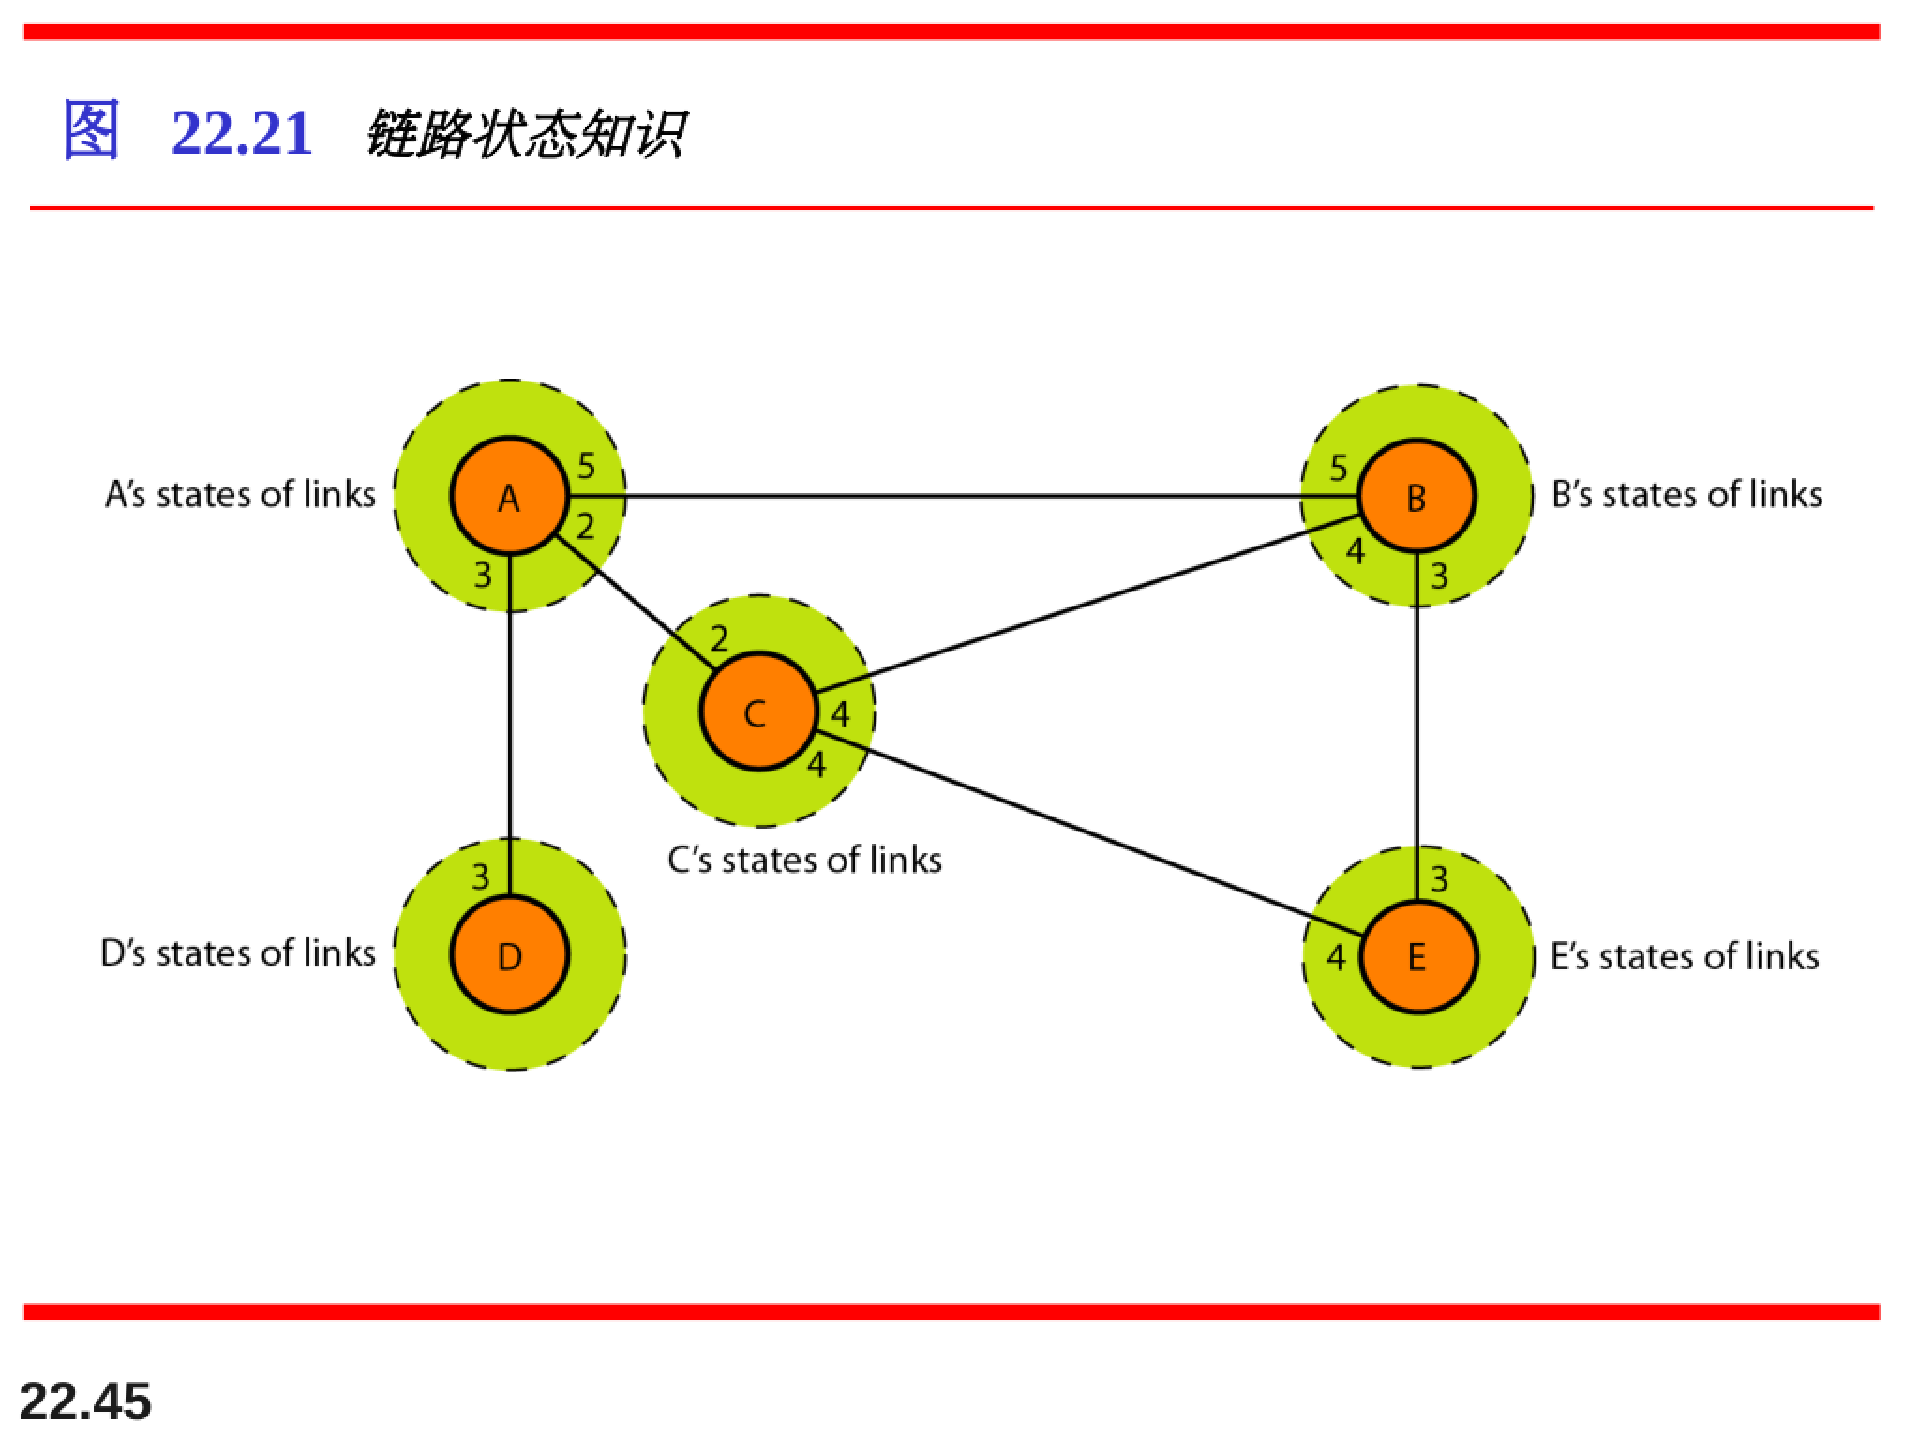 图 22.21 链路状态知识
5
5
A's states of links
A
B
B's states of links
2
4
3
3
2
C
4
4
C's states of links
3
3
D's states of links
D
4
E
E's states of links
22.45